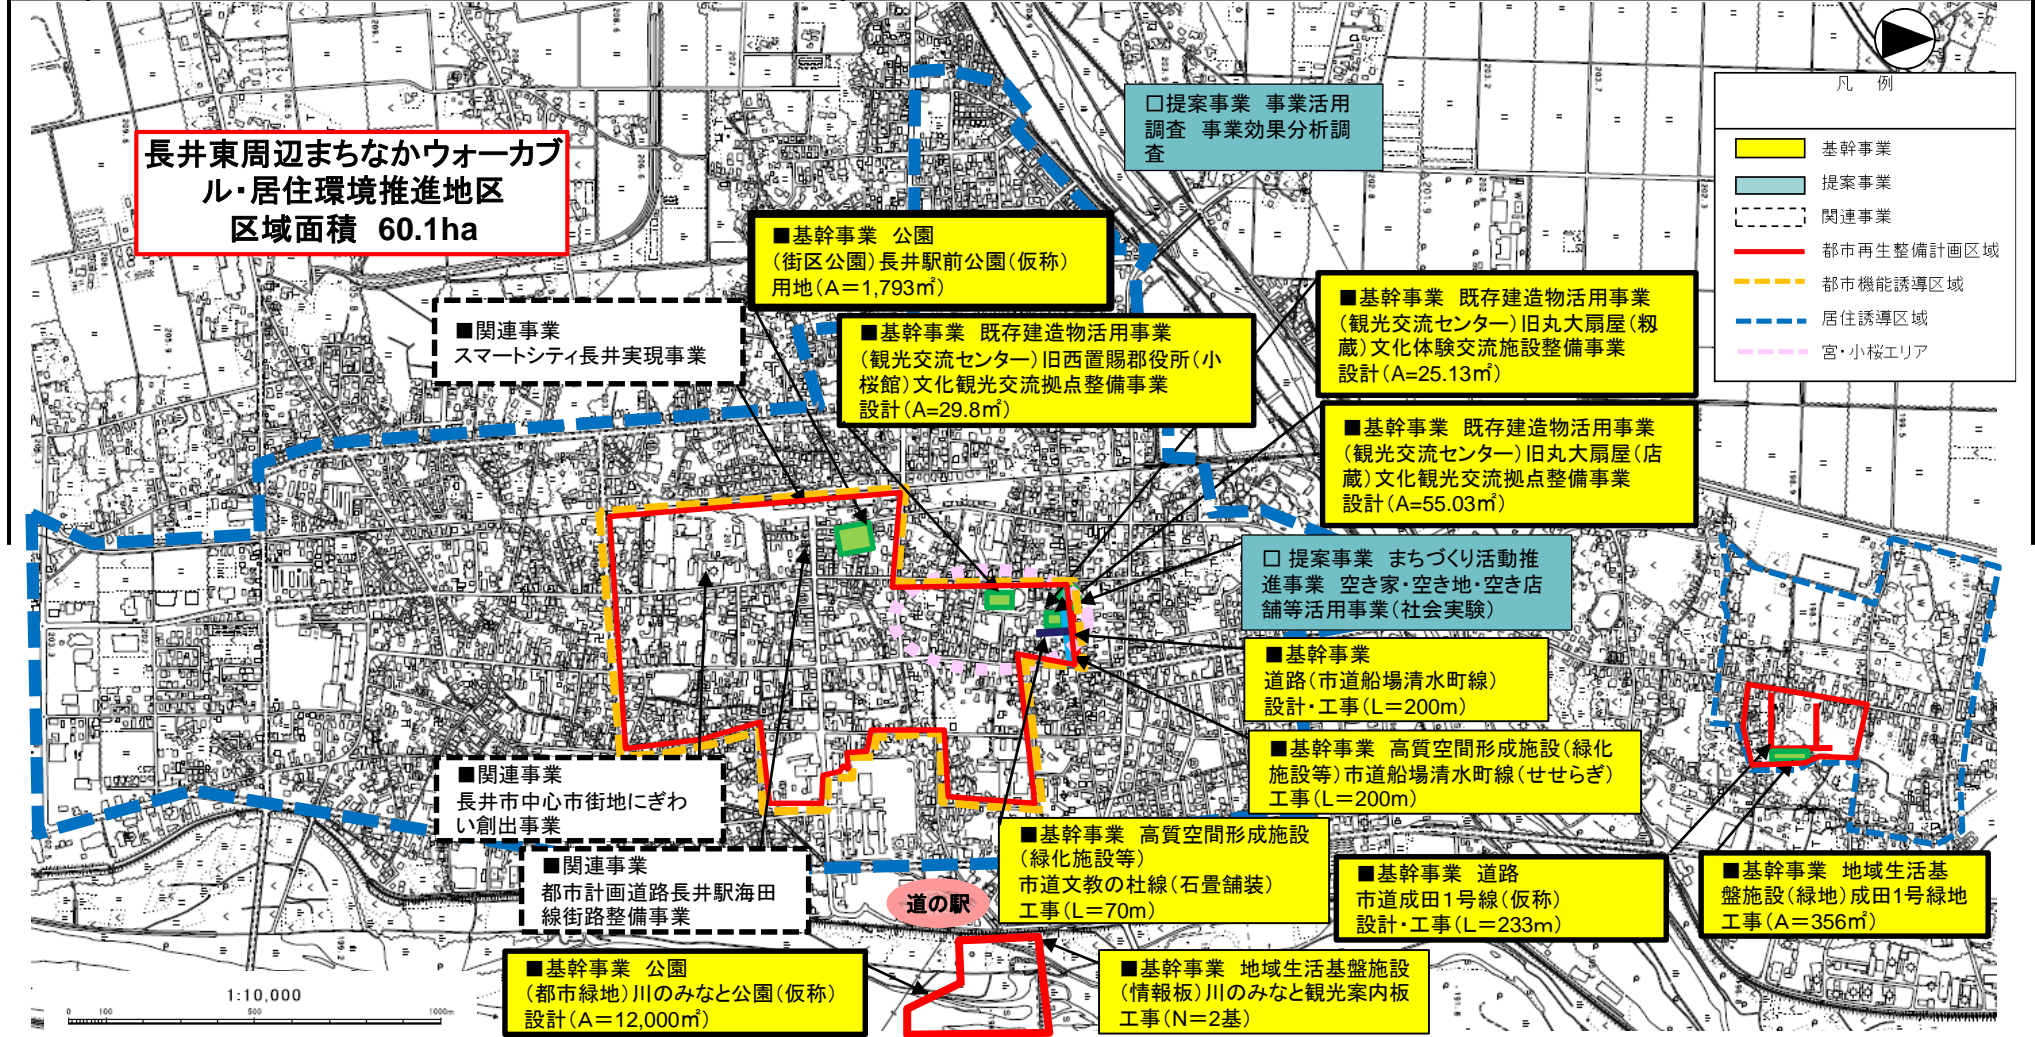 長井東周辺まちなかウォーカブ
ル・居住環境推進地区
区域面積 60.1ha
□提案事業 事業活用
調査 事業効果分析調
査
凡 例
基幹事業
提案事業
関連事業
都市再生整備計画区域
都市機能誘導区域
居住誘導区域
宮・小桜エリア
■基幹事業 公園
(街区公園)長井駅前公園(仮称)
用地(A=1,793㎡)
■関連事業
スマートシティ長井実現事業
■基幹事業 既存建造物活用事業
(観光交流センター)旧西置賜郡役所(小
桜館)文化観光交流拠点整備事業
設計(A=29.8㎡)
■基幹事業 既存建造物活用事業
(観光交流センター)旧丸大扇屋(籾
蔵)文化体験交流施設整備事業
設計(A=25.13㎡)
■基幹事業 既存建造物活用事業
(観光交流センター)旧丸大扇屋(店
蔵)文化観光交流拠点整備事業
設計(A=55.03㎡)
□ 提案事業 まちづくり活動推
進事業 空き家・空き地・空き店
舗等活用事業(社会実験)
■基幹事業
道路(市道船場清水町線)
設計・工事(L=200m)
■基幹事業 高質空間形成施設(緑化
施設等)市道船場清水町線(せせらぎ)
工事(L=200m)
■関連事業
長井市中心市街地にぎわ
い創出事業
■関連事業
都市計画道路長井駅海田
線街路整備事業
道の駅
■基幹事業 高質空間形成施設
(緑化施設等)
市道文教の杜線(石畳舗装)
工事(L=70m)
■基幹事業 道路
市道成田1号線(仮称)
設計・工事(L=233m)
■基幹事業 地域生活基
盤施設(緑地)成田1号緑地
工事(A=356㎡)
■基幹事業 公園
(都市緑地)川のみなと公園(仮称)
設計(A=12,000㎡)
■基幹事業 地域生活基盤施設
(情報板)川のみなと観光案内板
工事(N=2基)
1:10,000
0 100 500 1000m